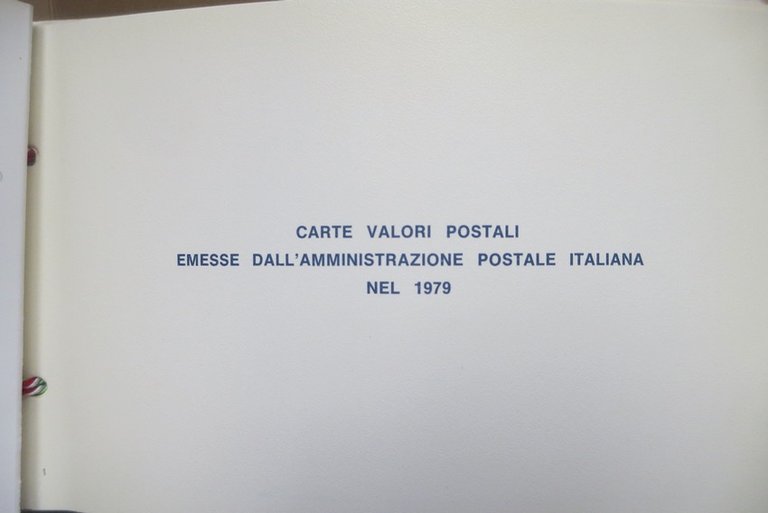 CARTE VALORI POSTALI
EMESSE DALL'AMMINISTRAZIONE POSTALE ITALIANA
NEL 1979